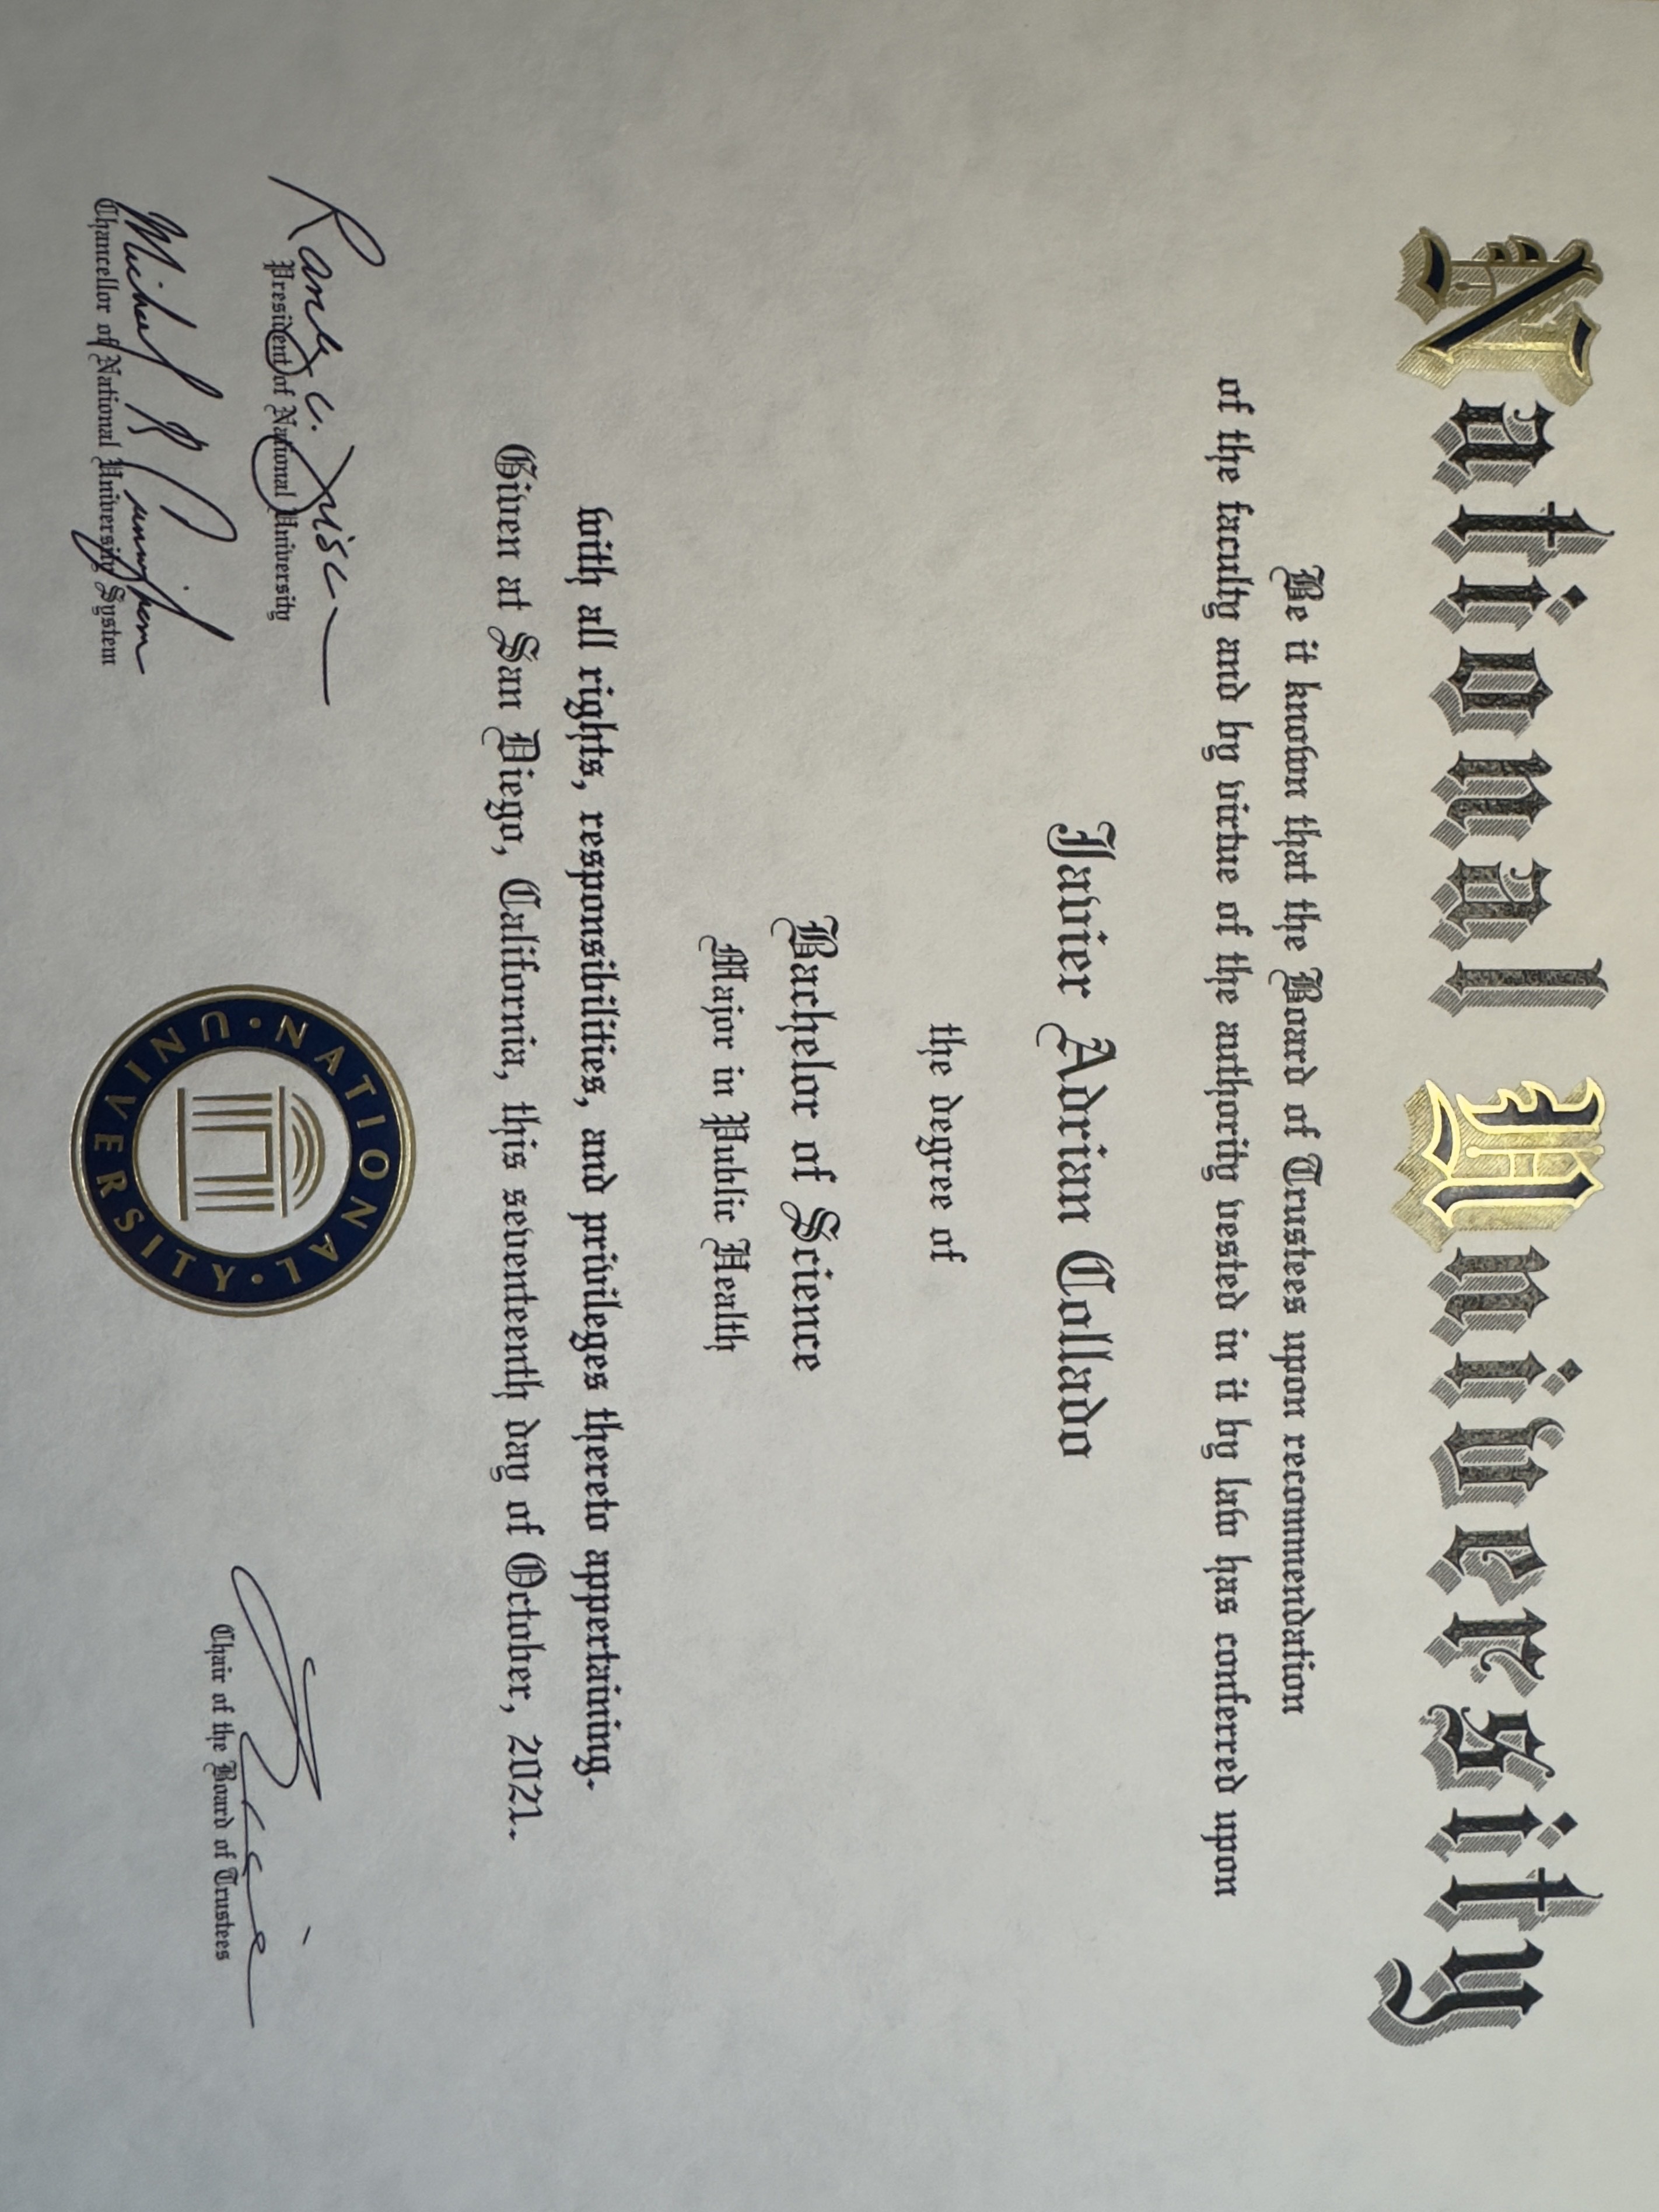 National University
Be it known that the Board of Trustees upon recommendation
of the faculty and by virtue of the authority vested in it by law has conferred upon
Javier Adrian Collado
the degree of
Bachelor of Science
Major in Public Health
with all rights, responsibilities, and privileges thereto appertaining.
Given at San Diego, California, this seventeenth day of October, 2021.
President of National University
Michael R Cunningham
Chancellor of National University System
NATIONAL • UNIVERSITY •
Chair of the Board of Trustees